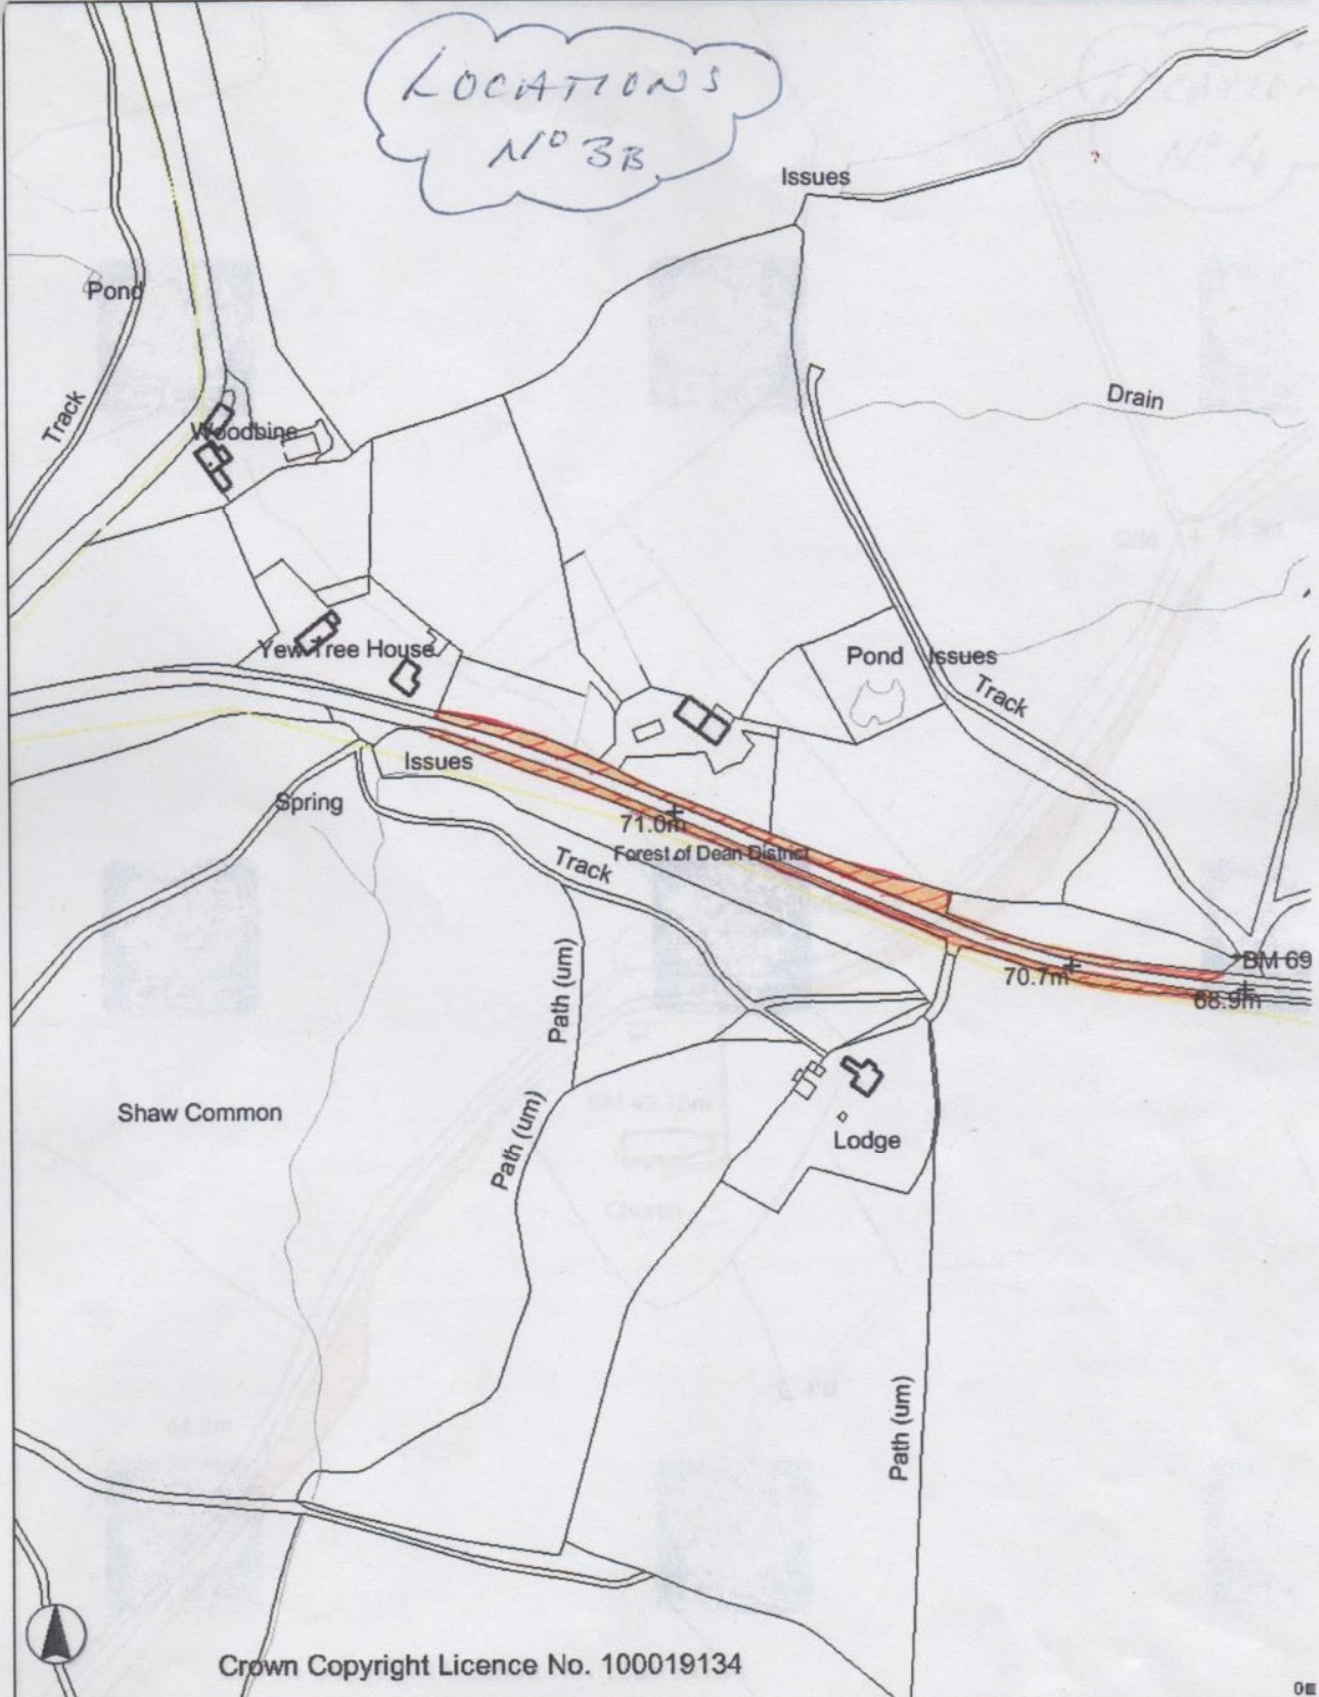 LOCATIONS
Nº 3B
Issues
Pond
Track
Drain
Woodbine
Yew Tree House
Pond
Issues
Track
Issues
Spring
71.0m
Forest of Dean District
Track
Path (um)
70.7m
BM 69
68.9m
Shaw Common
Path (um)
Lodge
Path (um)
Crown Copyright Licence No. 100019134
0m